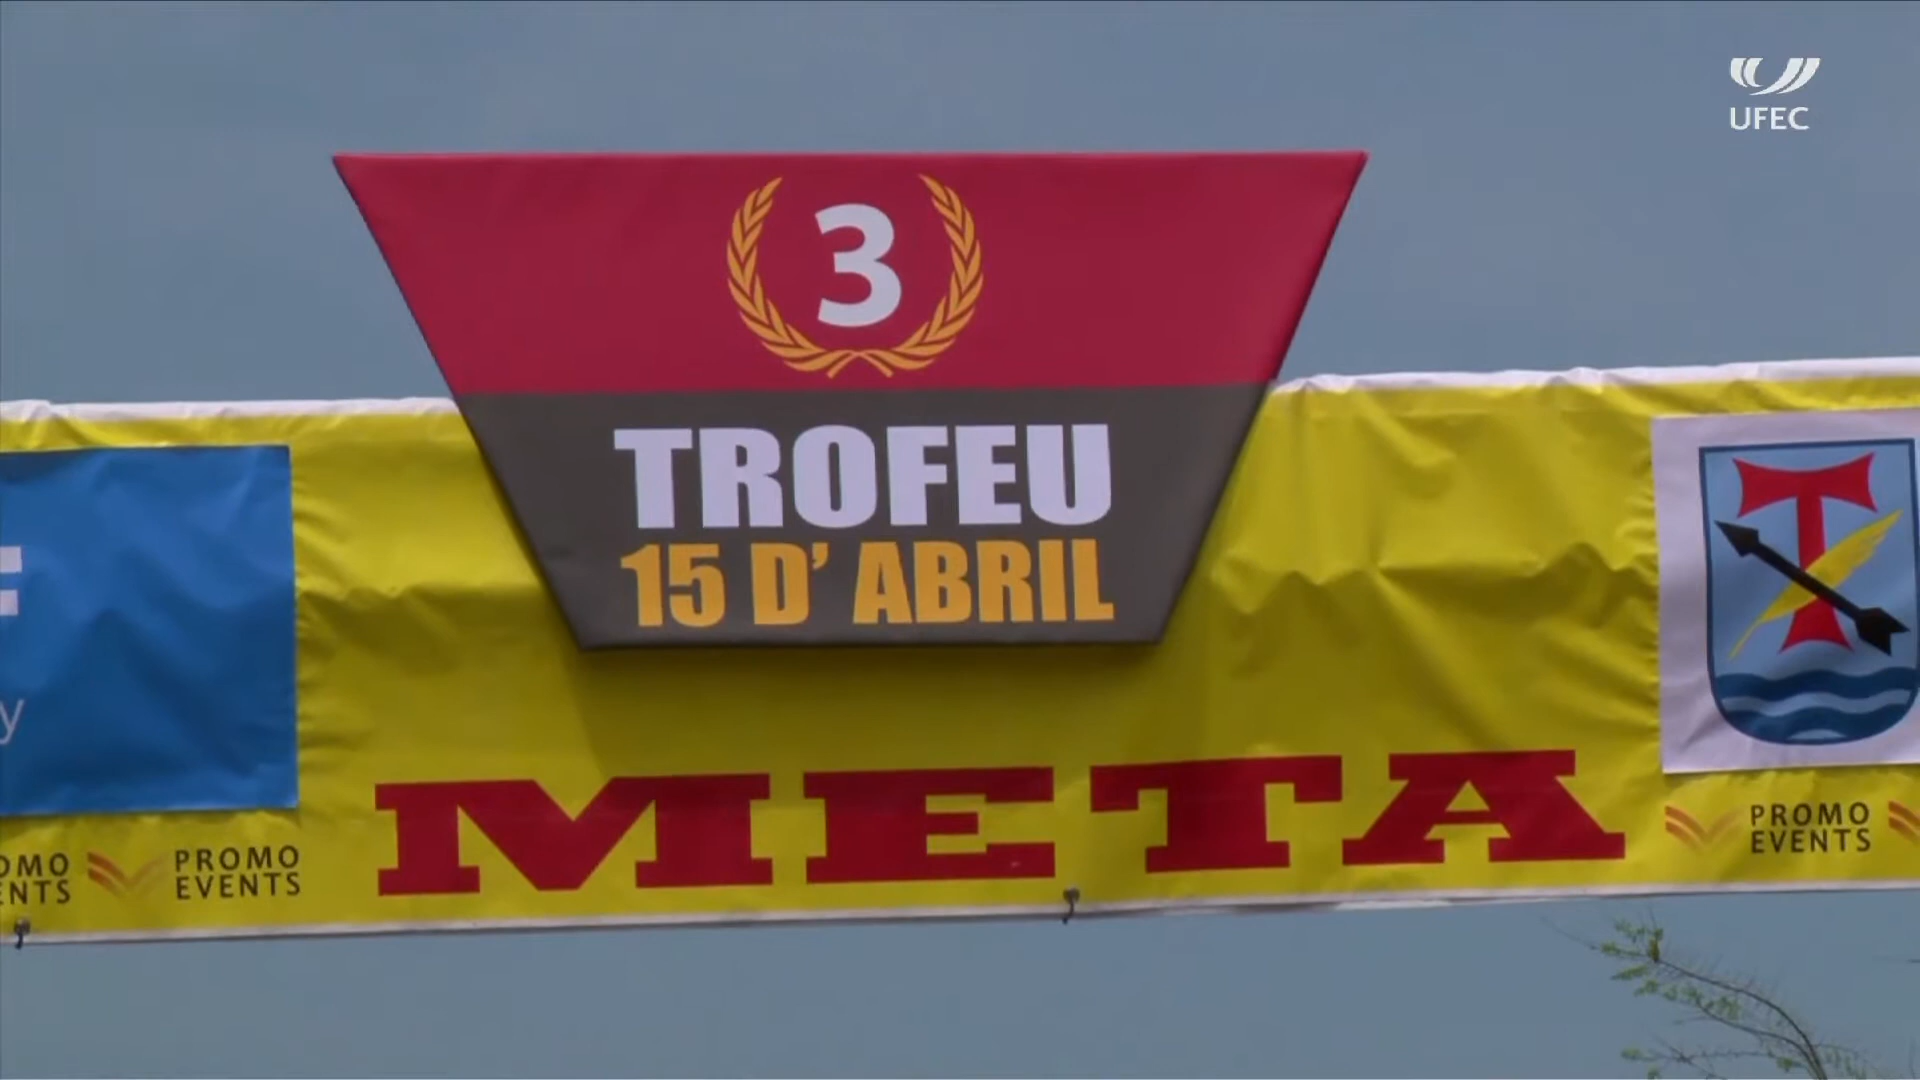 UFEC
3
TROFEU
15 D' ABRIL
META
PROMO
EVENTS
PROMO
EVENTS